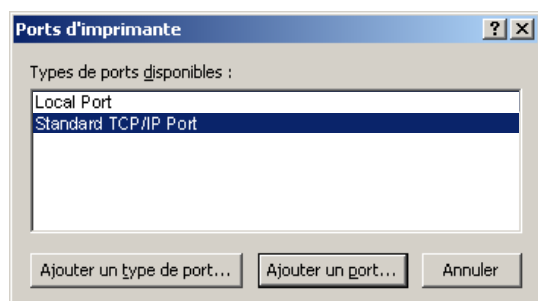 Ports d'imprimante
Types de ports disponibles :
Local Port
Standard TCP/IP Port
Ajouter un type de port... Ajouter un port... Annuler